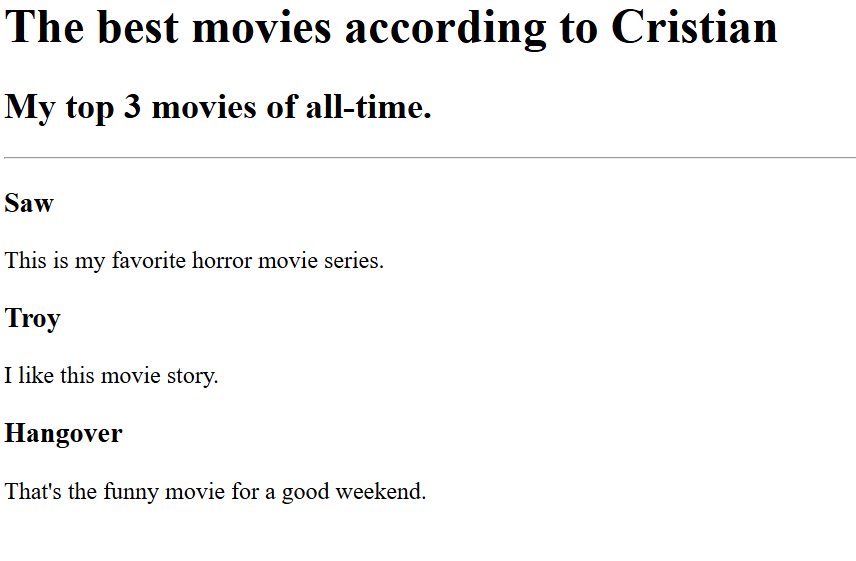 The best movies according to Cristian
My top 3 movies of all-time.
Saw
This is my favorite horror movie series.
Troy
I like this movie story.
Hangover
That's the funny movie for a good weekend.